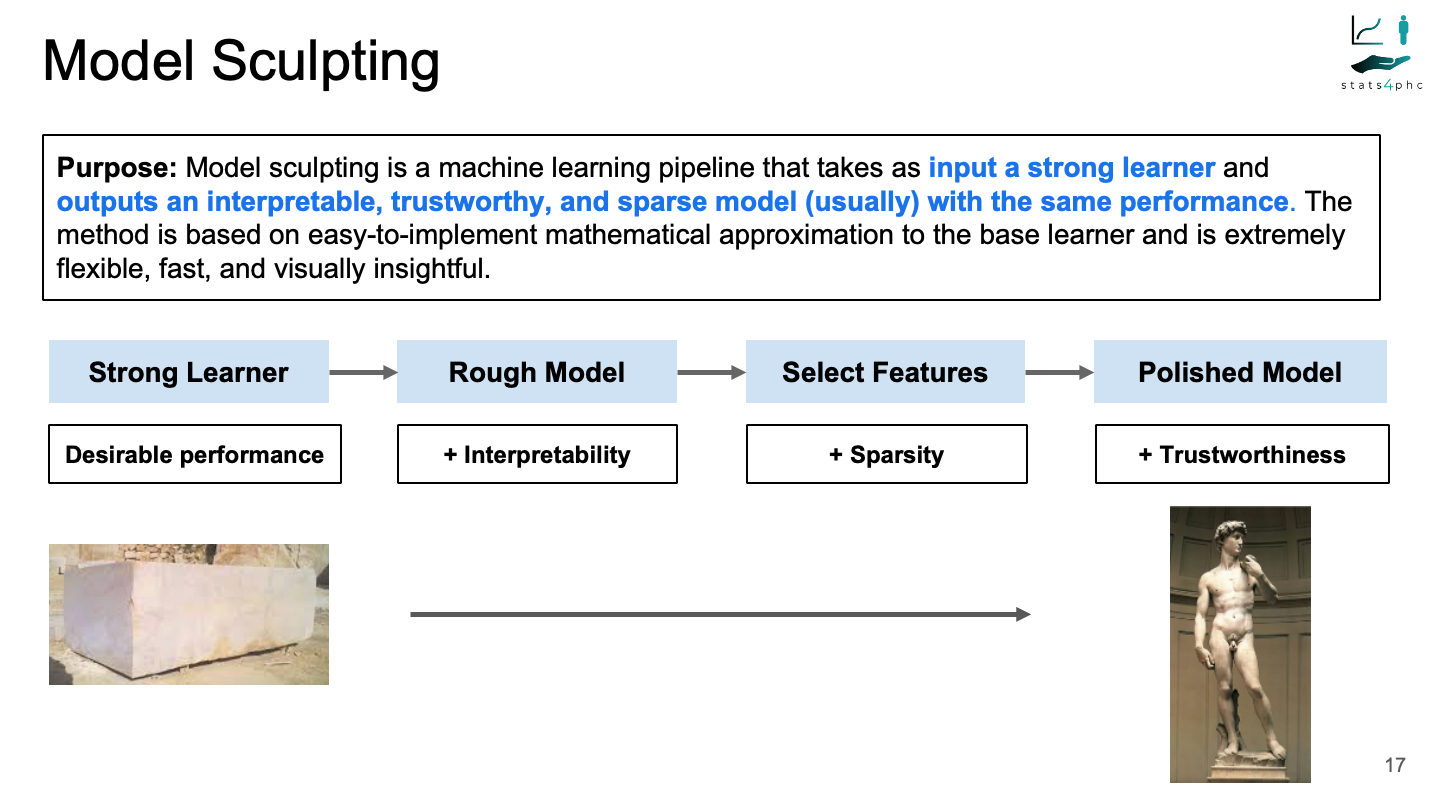 Model Sculpting
stats4phc
Purpose: Model sculpting is a machine learning pipeline that takes as input a strong learner and
outputs an interpretable, trustworthy, and sparse model (usually) with the same performance. The
method is based on easy-to-implement mathematical approximation to the base learner and is extremely
flexible, fast, and visually insightful.
Strong Learner
Rough Model
Select Features
Polished Model
Desirable performance
+ Interpretability
+ Sparsity
+ Trustworthiness
17